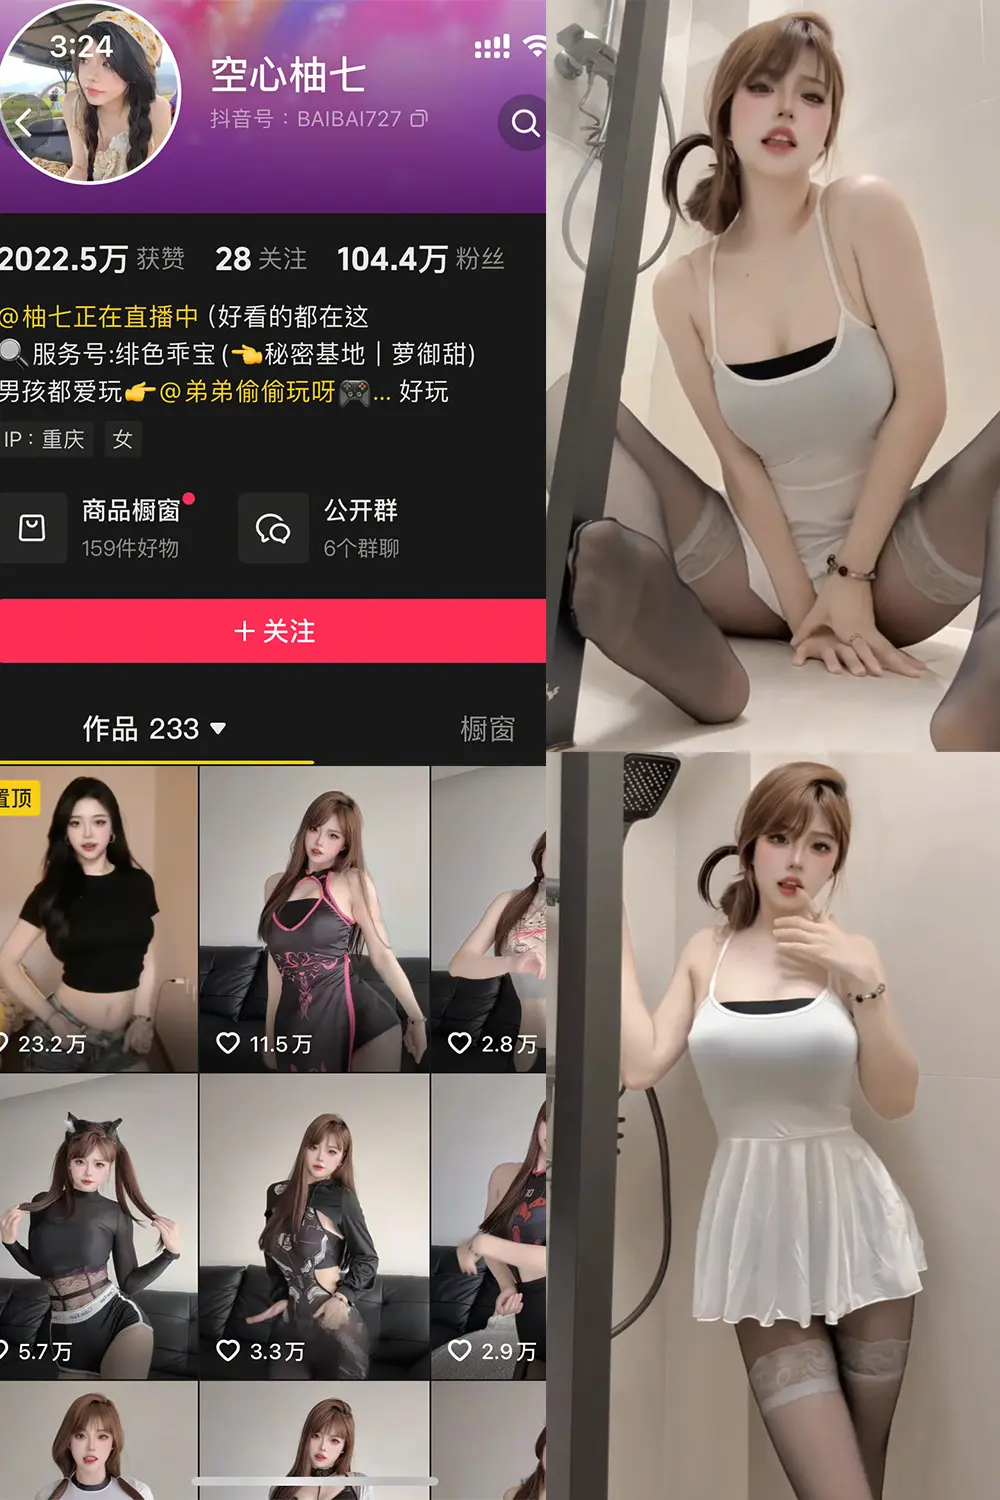 3:24
空心柚七
抖音号：BAIBAI727
2022.5万 获赞 28 关注 104.4万 粉丝
@柚七正在直播中 (好看的都在这
🔍服务号:绯色乖宝(👈秘密基地｜萝御甜)
男孩都爱玩👉@弟弟偷偷玩呀🎮... 好玩
IP：重庆 女
商品橱窗 公开群
159件好物 6个群聊
＋关注
作品 233 橱窗
置顶
23.2万 11.5万 2.8万
5.7万 3.3万 2.9万